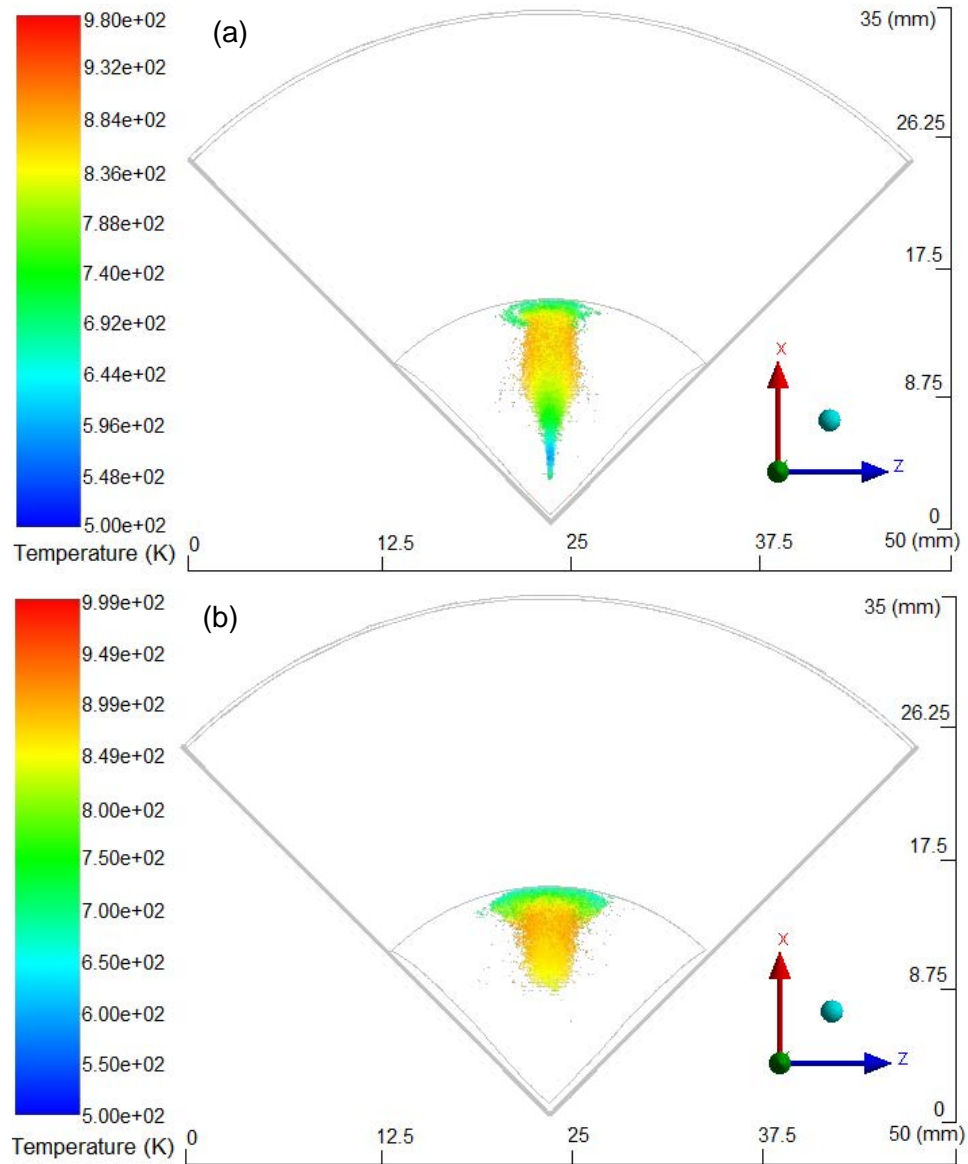 (a)
9.80e+02
9.32e+02
8.84e+02
8.36e+02
7.88e+02
7.40e+02
6.92e+02
6.44e+02
5.96e+02
5.48e+02
5.00e+02
Temperature (K)
35 (mm)
26.25
17.5
8.75
0
X
Z
0 12.5 25 37.5 50 (mm)
(b)
9.99e+02
9.49e+02
8.99e+02
8.49e+02
8.00e+02
7.50e+02
7.00e+02
6.50e+02
6.00e+02
5.50e+02
5.00e+02
Temperature (K)
35 (mm)
26.25
17.5
8.75
0
X
Z
0 12.5 25 37.5 50 (mm)